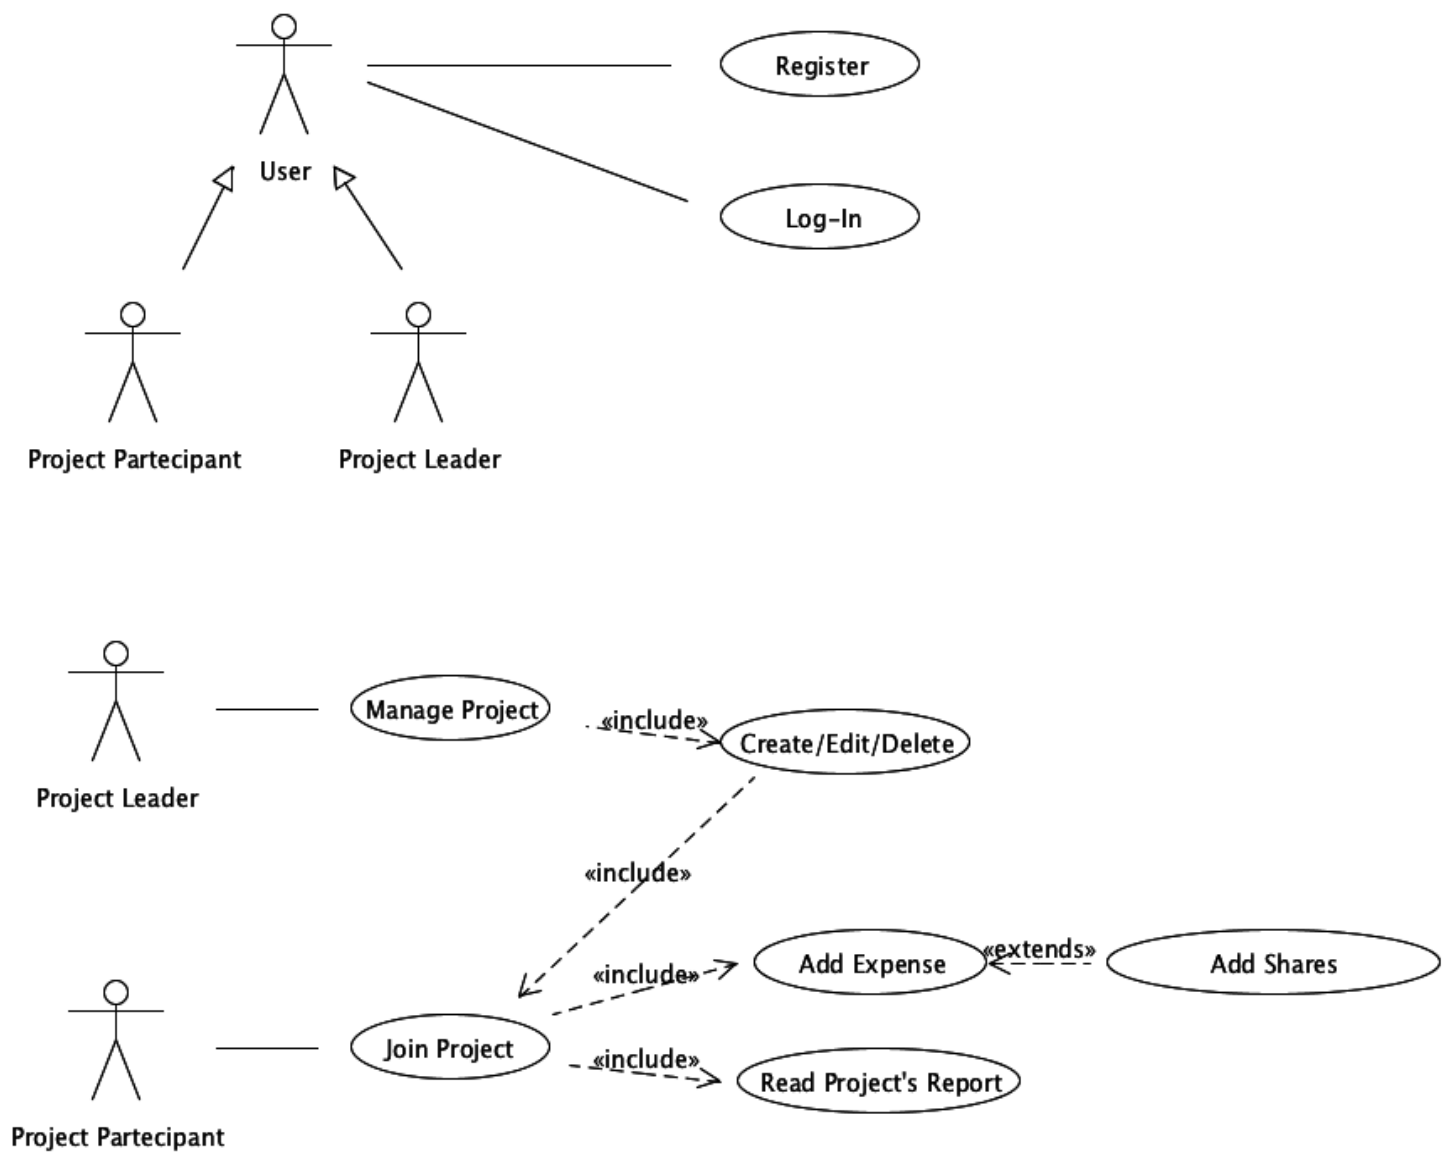 Register
User
Log-In
Project Partecipant
Project Leader
Manage Project
«include»
Create/Edit/Delete
Project Leader
«include»
Add Expense
«extends»
Add Shares
«include»
Join Project
«include»
Read Project's Report
Project Partecipant